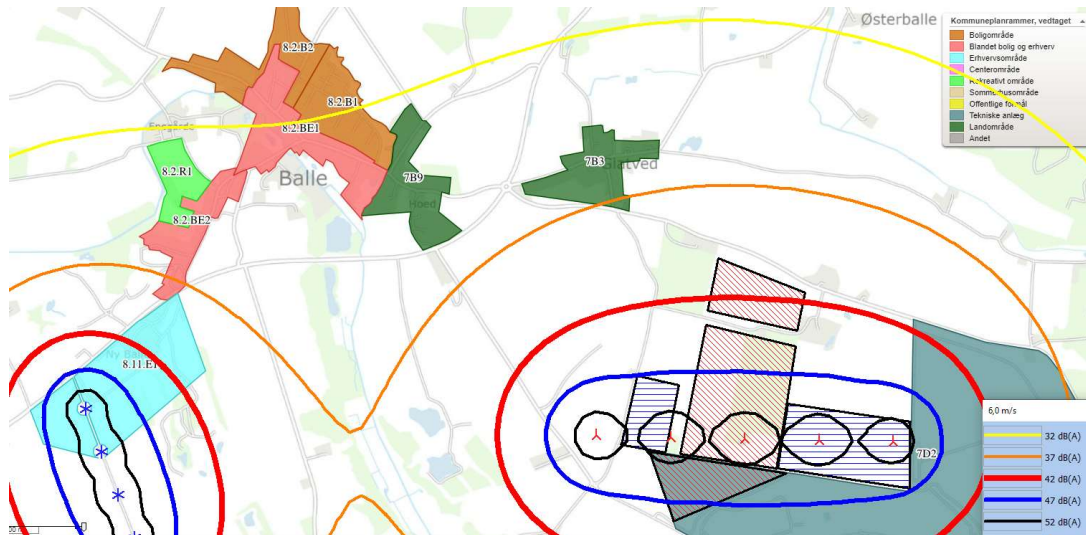 Østerballe
Kommuneplanrammer, vedtaget
Boligområde
Blandet bolig og erhverv
Erhvervsområde
Centerområde
Rekreativt område
Sommerhusområde
Offentlige formål
Tekniske anlæg
Landområde
Andet
8.2.B2
8.2.B1
8.2.BE1
7B3
Glatved
8.2.R1
Balle
7B9
Hoed
8.2.BE2
8.11.E1
7D2
6,0 m/s
32 dB(A)
37 dB(A)
42 dB(A)
47 dB(A)
52 dB(A)